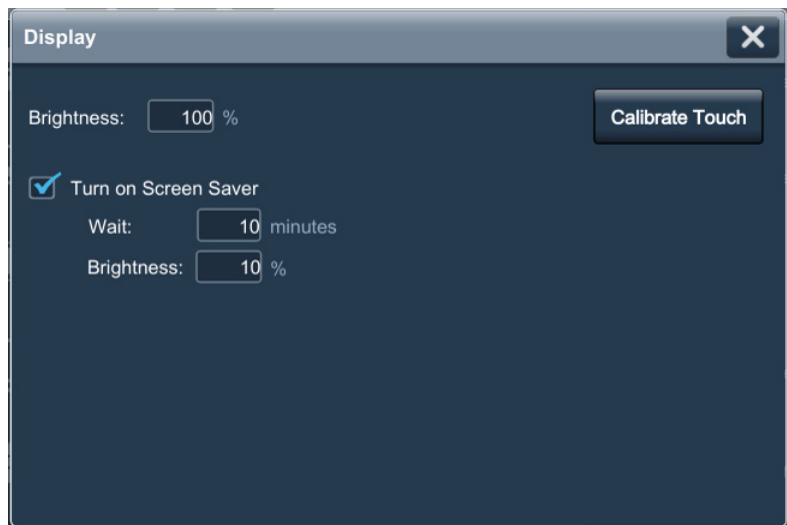 Display
Brightness: 100 %
Calibrate Touch
Turn on Screen Saver
Wait: 10 minutes
Brightness: 10 %